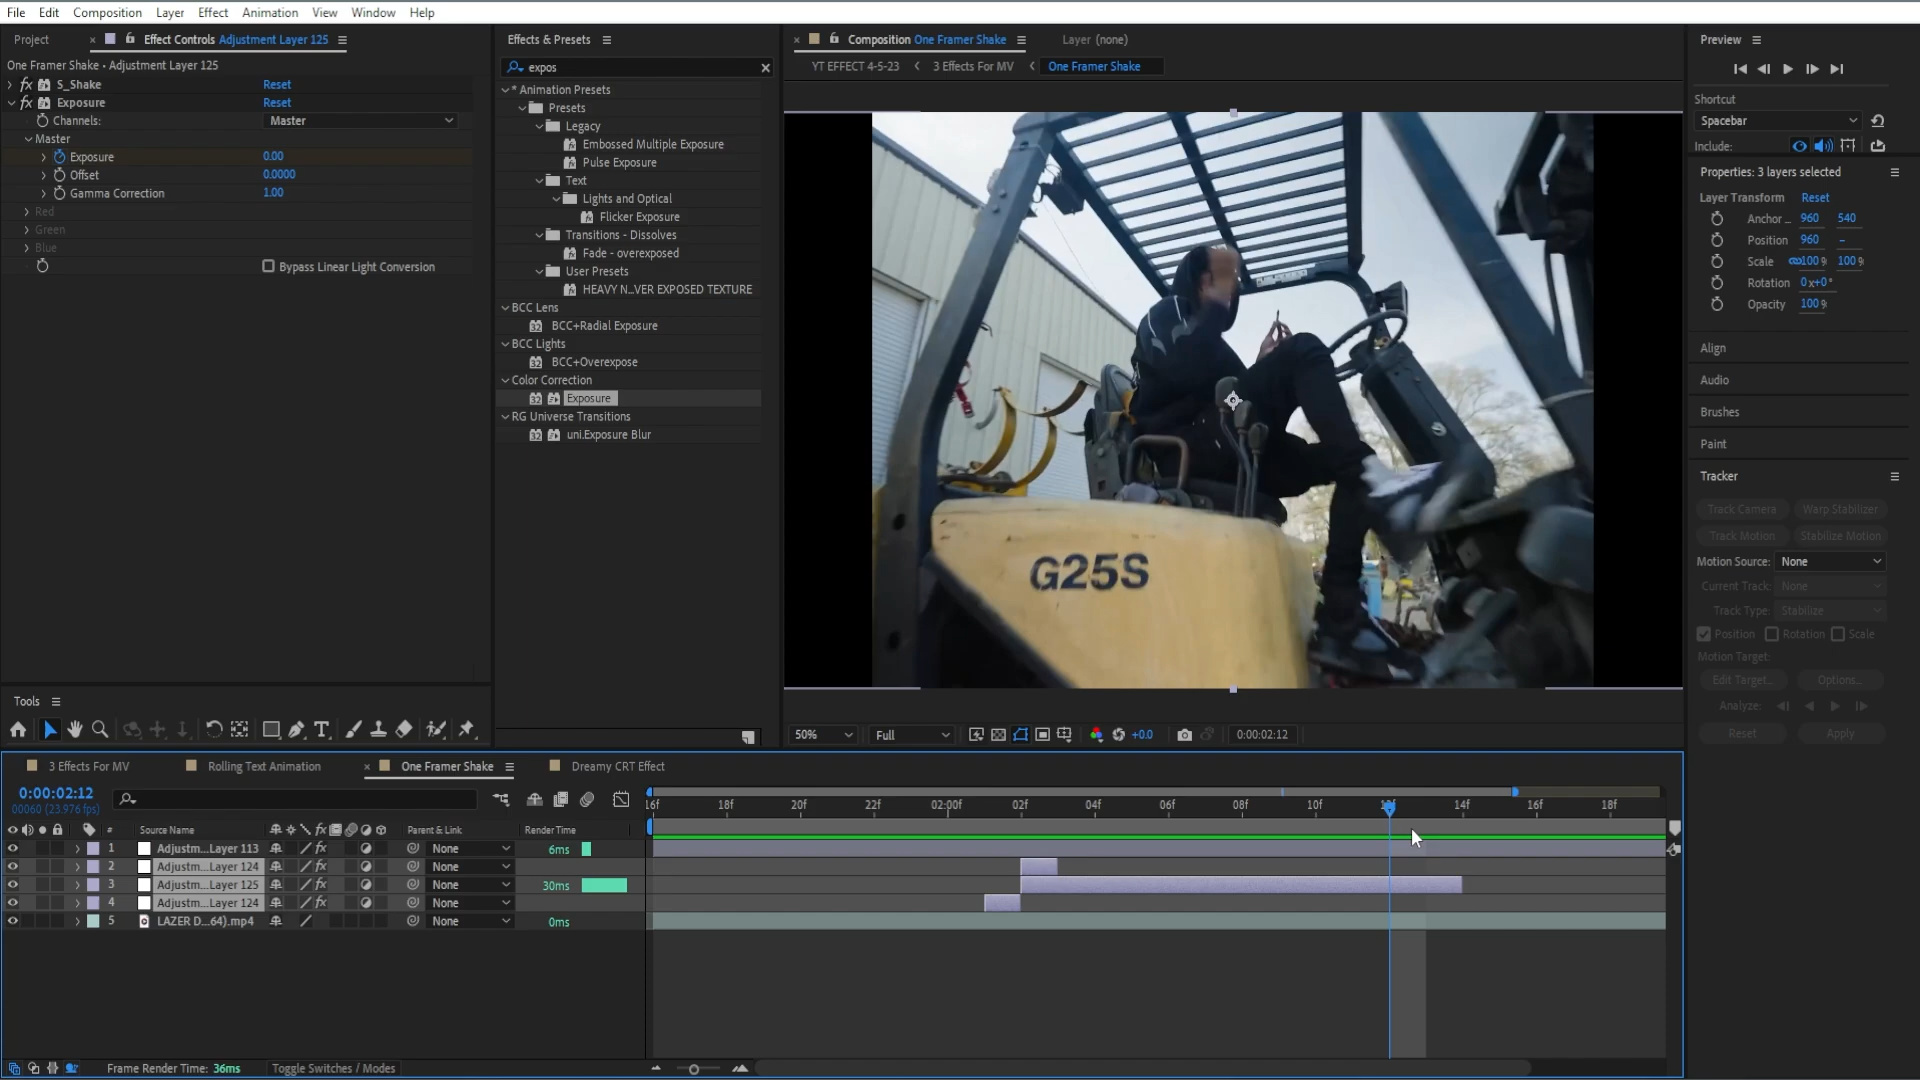 File Edit Composition Layer Effect Animation View Window Help
Project × Effect Controls Adjustment Layer 125
One Framer Shake • Adjustment Layer 125
fx S_Shake Reset
fx Exposure Reset
Channels: Master
Master
Exposure 0.00
Offset 0.0000
Gamma Correction 1.00
Red
Green
Blue
Bypass Linear Light Conversion
Effects & Presets
expos
* Animation Presets
Presets
Legacy
Embossed Multiple Exposure
Pulse Exposure
Text
Lights and Optical
Flicker Exposure
Transitions - Dissolves
Fade - overexposed
User Presets
HEAVY N...VER EXPOSED TEXTURE
BCC Lens
BCC+Radial Exposure
BCC Lights
BCC+Overexpose
Color Correction
Exposure
RG Universe Transitions
uni.Exposure Blur
Composition One Framer Shake Layer (none)
YT EFFECT 4-5-23 3 Effects For MV One Framer Shake
G25S
50% Full +0.0 0:00:02:12
Preview
Shortcut
Spacebar
Include:
Properties: 3 layers selected
Layer Transform Reset
Anchor ... 960 540
Position 960 -
Scale 100 % 100 %
Rotation 0x+0°
Opacity 100 %
Align
Audio
Brushes
Paint
Tracker
Track Camera Warp Stabilizer
Track Motion Stabilize Motion
Motion Source: None
Current Track: None
Track Type: Stabilize
Position Rotation Scale
Motion Target:
Edit Target... Options...
Analyze:
Reset Apply
Tools
3 Effects For MV Rolling Text Animation × One Framer Shake Dreamy CRT Effect
0:00:02:12
00060 (23.976 fps)
16f 18f 20f 22f 02:00f 02f 04f 06f 08f 10f 12f 14f 16f 18f
# Source Name fx Parent & Link Render Time
1 Adjustm...Layer 113 fx None 6ms
2 Adjustm...Layer 124 fx None
3 Adjustm...Layer 125 fx None 30ms
4 Adjustm...Layer 124 fx None
5 LAZER D...64).mp4 None 0ms
Frame Render Time: 36ms Toggle Switches / Modes